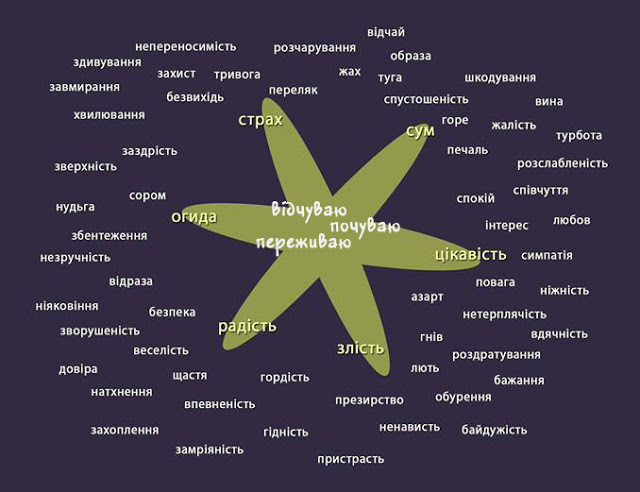 відчай
непереносимість
розчарування
образа
здивування
захист
тривога
жах
туга
шкодування
завмирання
переляк
безвихідь
спустошеність
вина
хвилювання
страх
горе
жалість
сум
турбота
печаль
заздрість
розслабленість
зверхність
сором
спокій
співчуття
нудьга
огида
відчуваю
почуваю
переживаю
інтерес
любов
збентеження
незручність
цікавість
симпатія
відраза
повага
ніжність
азарт
ніяковіння
безпека
нетерплячість
зворушеність
радість
гнів
вдячність
веселість
злість
роздратування
довіра
щастя
гордість
лють
бажання
натхнення
впевненість
презирство
обурення
захоплення
гідність
ненависть
байдужість
замріяність
пристрасть